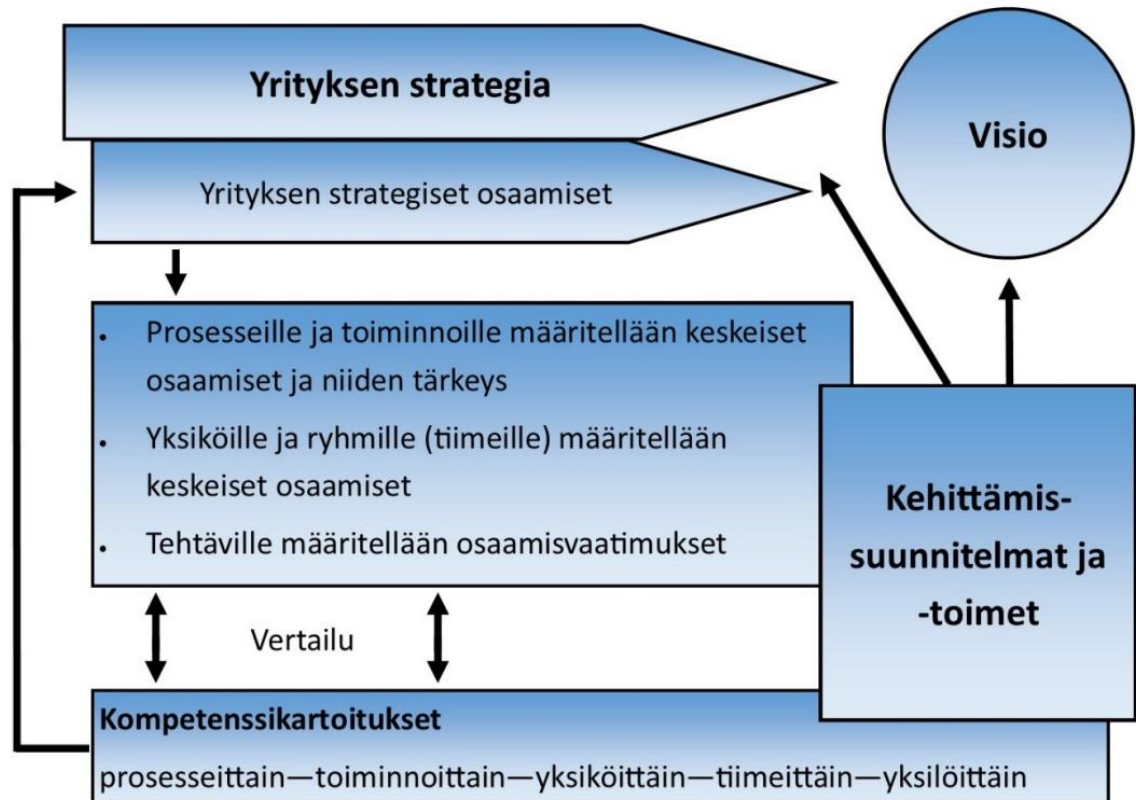 Yrityksen strategia
Visio
Yrityksen strategiset osaamiset
• Prosesseille ja toiminnoille määritellään keskeiset
osaamiset ja niiden tärkeys
• Yksiköille ja ryhmille (tiimeille) määritellään
keskeiset osaamiset
• Tehtäville määritellään osaamisvaatimukset
Kehittämis-
suunnitelmat ja
-toimet
Vertailu
Kompetenssikartoitukset
prosesseittain—toiminnoittain—yksiköittäin—tiimeittäin—yksilöittäin